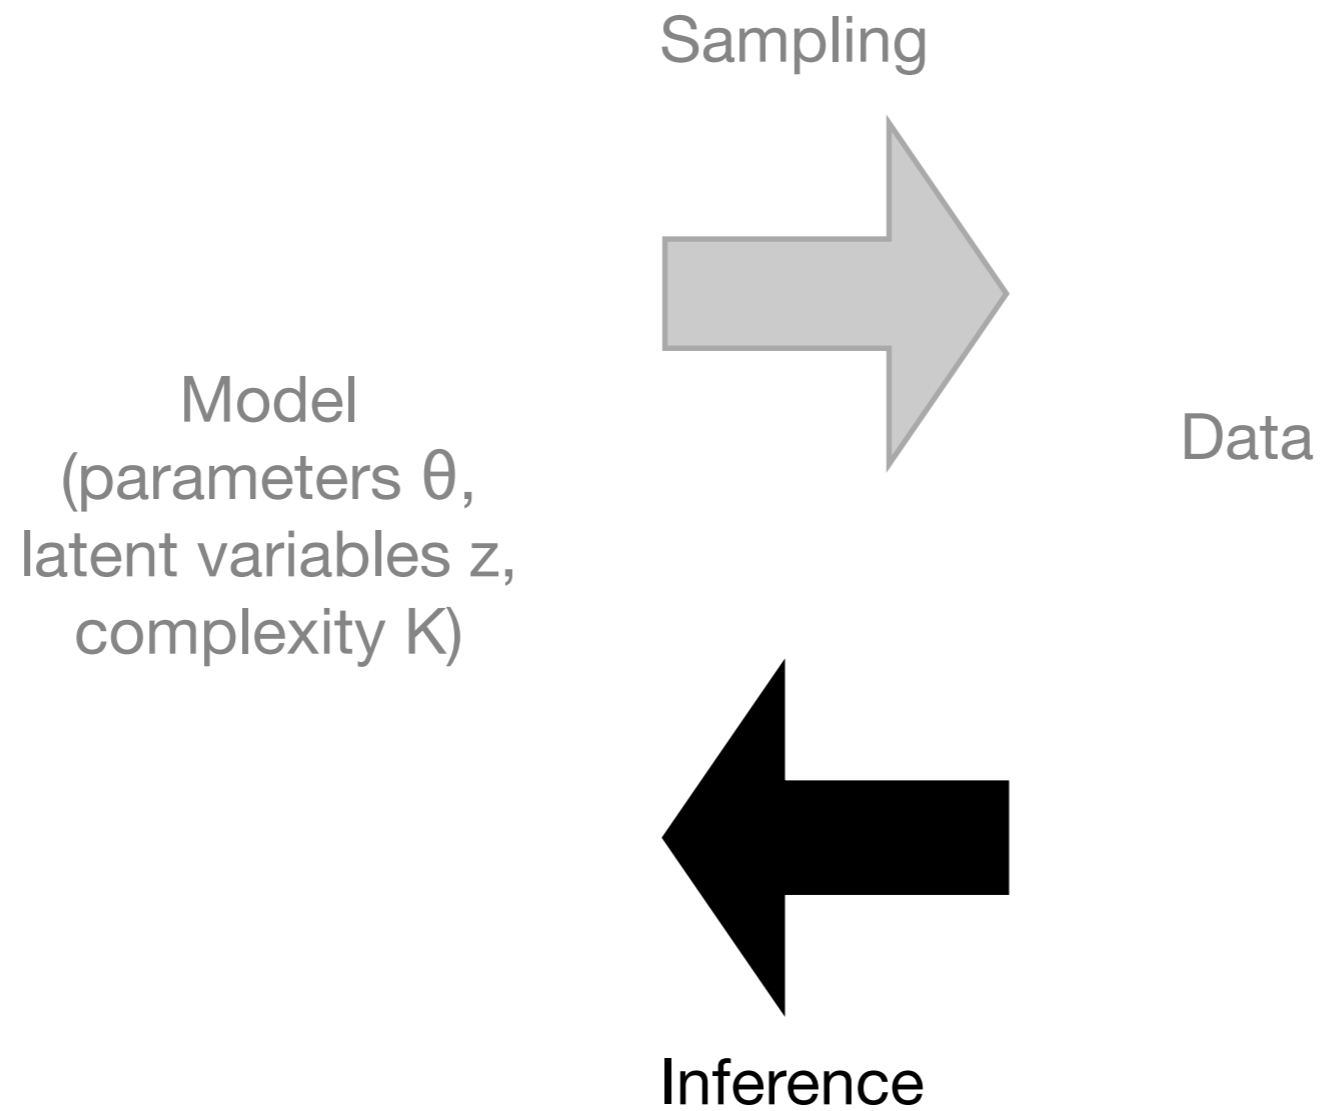 Sampling
Model
(parameters θ,
latent variables z,
complexity K)
Data
Inference